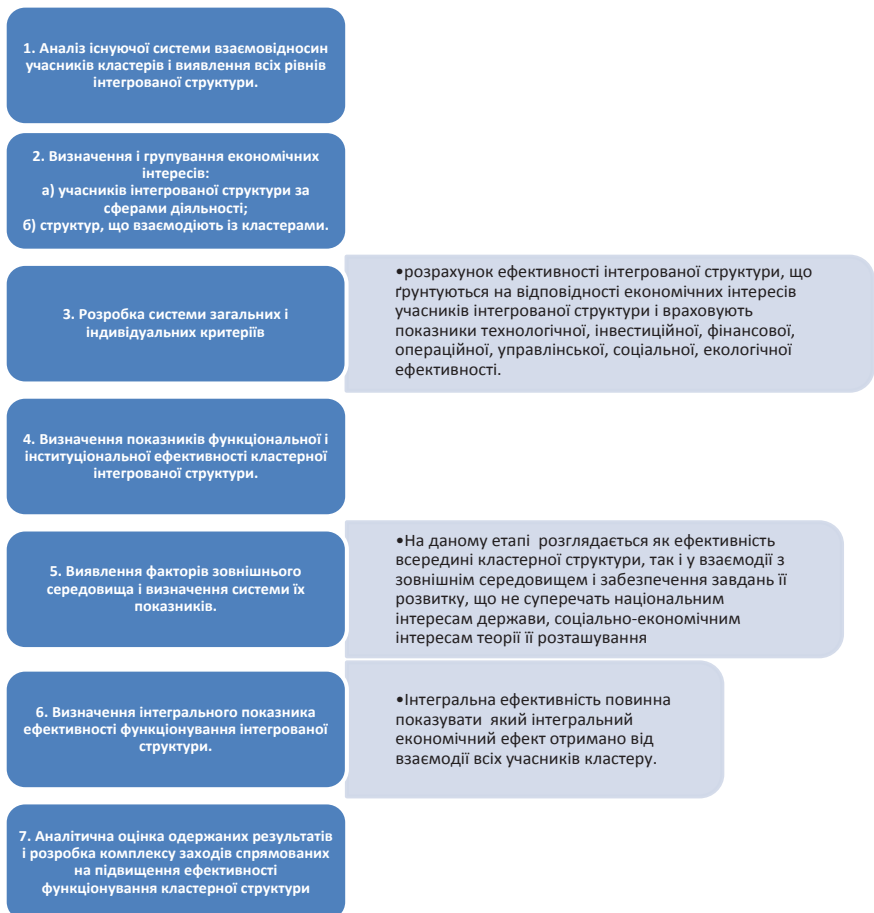 1. Аналіз існуючої системи взаємовідносин
учасників кластерів і виявлення всіх рівнів
інтегрованої структури.
2. Визначення і групування економічних
інтересів:
а) учасників інтегрованої структури за
сферами діяльності;
б) структур, що взаємодіють із кластерами.
3. Розробка системи загальних і
індивідуальних критеріїв
•розрахунок ефективності інтегрованої структури, що
ґрунтуються на відповідності економічних інтересів
учасників інтегрованої структури і враховують
показники технологічної, інвестиційної, фінансової,
операційної, управлінської, соціальної, екологічної
ефективності.
4. Визначення показників функціональної і
інституціональної ефективності кластерної
інтегрованої структури.
5. Виявлення факторів зовнішнього
середовища і визначення системи їх
показників.
•На даному етапі розглядається як ефективність
всередині кластерної структури, так і у взаємодії з
зовнішнім середовищем і забезпечення завдань її
розвитку, що не суперечать національним
інтересам держави, соціально-економічним
інтересам теорії її розташування
6. Визначення інтегрального показника
ефективності функціонування інтегрованої
структури.
•Інтегральна ефективність повинна
показувати який інтегральний
економічний ефект отримано від
взаємодії всіх учасників кластеру.
7. Аналітична оцінка одержаних результатів
і розробка комплексу заходів спрямованих
на підвищення ефективності
функціонування кластерної структури